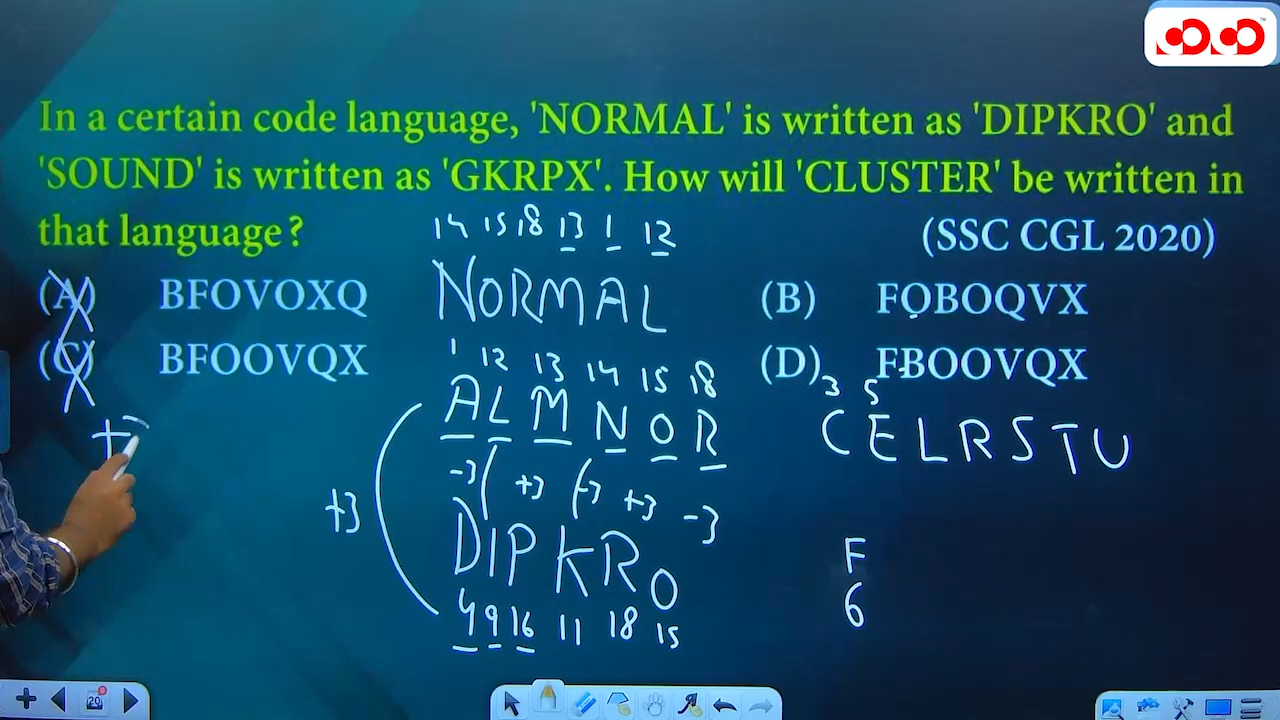 In a certain code language, 'NORMAL' is written as 'DIPKRO' and
'SOUND' is written as 'GKRPX'. How will 'CLUSTER' be written in
that language?
(SSC CGL 2020)
14 15 18 13 1 12
NORMAL
(A) BFOVOXQ
(B) FOBOQVX
(C) BFOOVQX
(D) FBOOVQX
1 12 13 14 15 18
ALMNOR
3 5
CELRSTU
+3
-3 +3 -3 +3 -3
DIPKRO
4 9 16 11 18 15
F
6
20